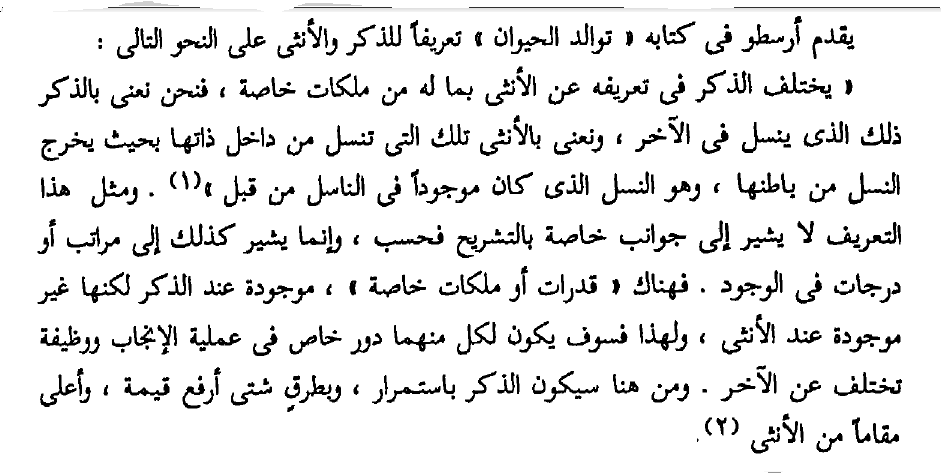 يقدم أرسطو فى كتابه « توالد الحيوان » تعريفاً للذكر والأنثى على النحو التالى :
« يختلف الذكر فى تعريفه عن الأنثى بما له من ملكات خاصة ، فنحن نعنى بالذكر
ذلك الذى ينسل فى الآخر ، ونعنى بالأنثى تلك التى تنسل من داخل ذاتها بحيث يخرج
النسل من باطنها ، وهو النسل الذى كان موجوداً فى الناسل من قبل »(١) . ومثل هذا
التعريف لا يشير إلى جوانب خاصة بالتشريح فحسب ، وإنما يشير كذلك إلى مراتب أو
درجات فى الوجود . فهناك « قدرات أو ملكات خاصة » ، موجودة عند الذكر لكنها غير
موجودة عند الأنثى ، ولهذا فسوف يكون لكل منهما دور خاص فى عملية الإنجاب ووظيفة
تختلف عن الآخر . ومن هنا سيكون الذكر باستمرار ، وبطرقٍ شتى أرفع قيمة ، وأعلى
مقاماً من الأنثى (٢).